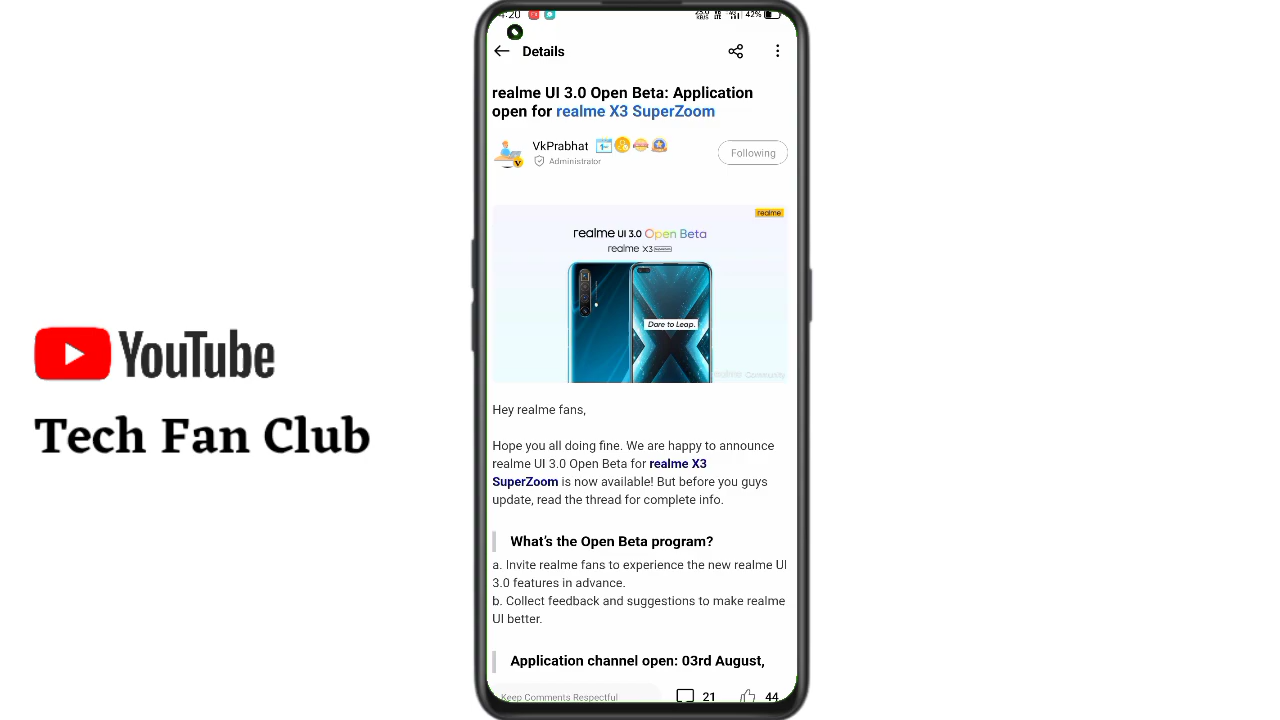 4:20
42%
Details
realme UI 3.0 Open Beta: Application
open for realme X3 SuperZoom
VkPrabhat
Administrator
Following
realme
realme UI 3.0 Open Beta
realme X3
Dare to Leap.
realme Community
Hey realme fans,
Hope you all doing fine. We are happy to announce
realme UI 3.0 Open Beta for realme X3
SuperZoom is now available! But before you guys
update, read the thread for complete info.
What's the Open Beta program?
a. Invite realme fans to experience the new realme UI
3.0 features in advance.
b. Collect feedback and suggestions to make realme
UI better.
Application channel open: 03rd August,
Keep Comments Respectful
21
44
YouTube
Tech Fan Club